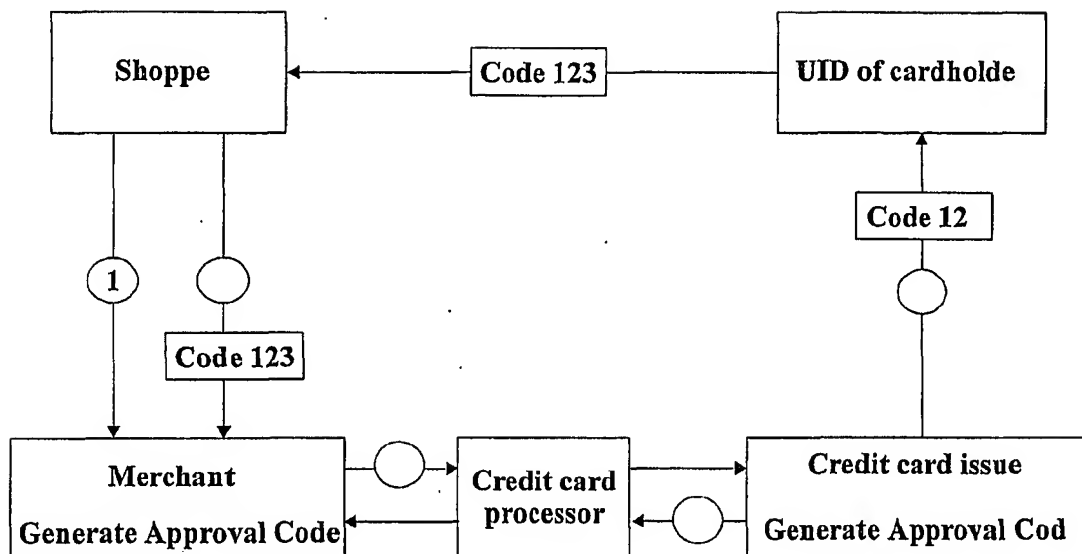 Shoppe
Code 123
UID of cardholde
Code 12
1
Code 123
Merchant
Generate Approval Code
Credit card
processor
Credit card issue
Generate Approval Cod